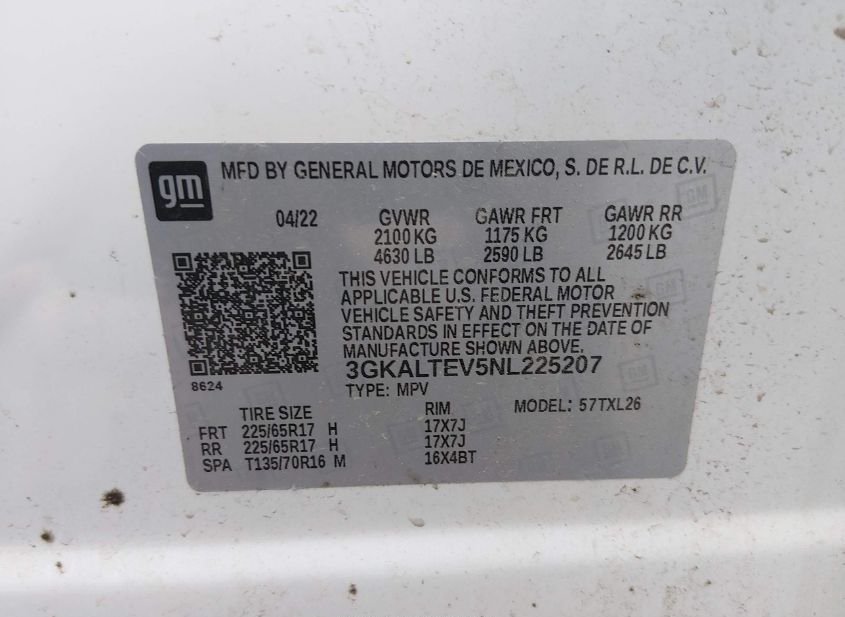 gm
MFD BY GENERAL MOTORS DE MEXICO, S. DE R.L. DE C.V.
04/22 GVWR GAWR FRT GAWR RR
2100 KG 1175 KG 1200 KG
4630 LB 2590 LB 2645 LB
THIS VEHICLE CONFORMS TO ALL
APPLICABLE U.S. FEDERAL MOTOR
VEHICLE SAFETY AND THEFT PREVENTION
STANDARDS IN EFFECT ON THE DATE OF
MANUFACTURE SHOWN ABOVE.
3GKALTEV5NL225207
8624
TYPE: MPV
MODEL: 57TXL26
TIRE SIZE RIM
FRT 225/65R17 H 17X7J
RR 225/65R17 H 17X7J
SPA T135/70R16 M 16X4BT